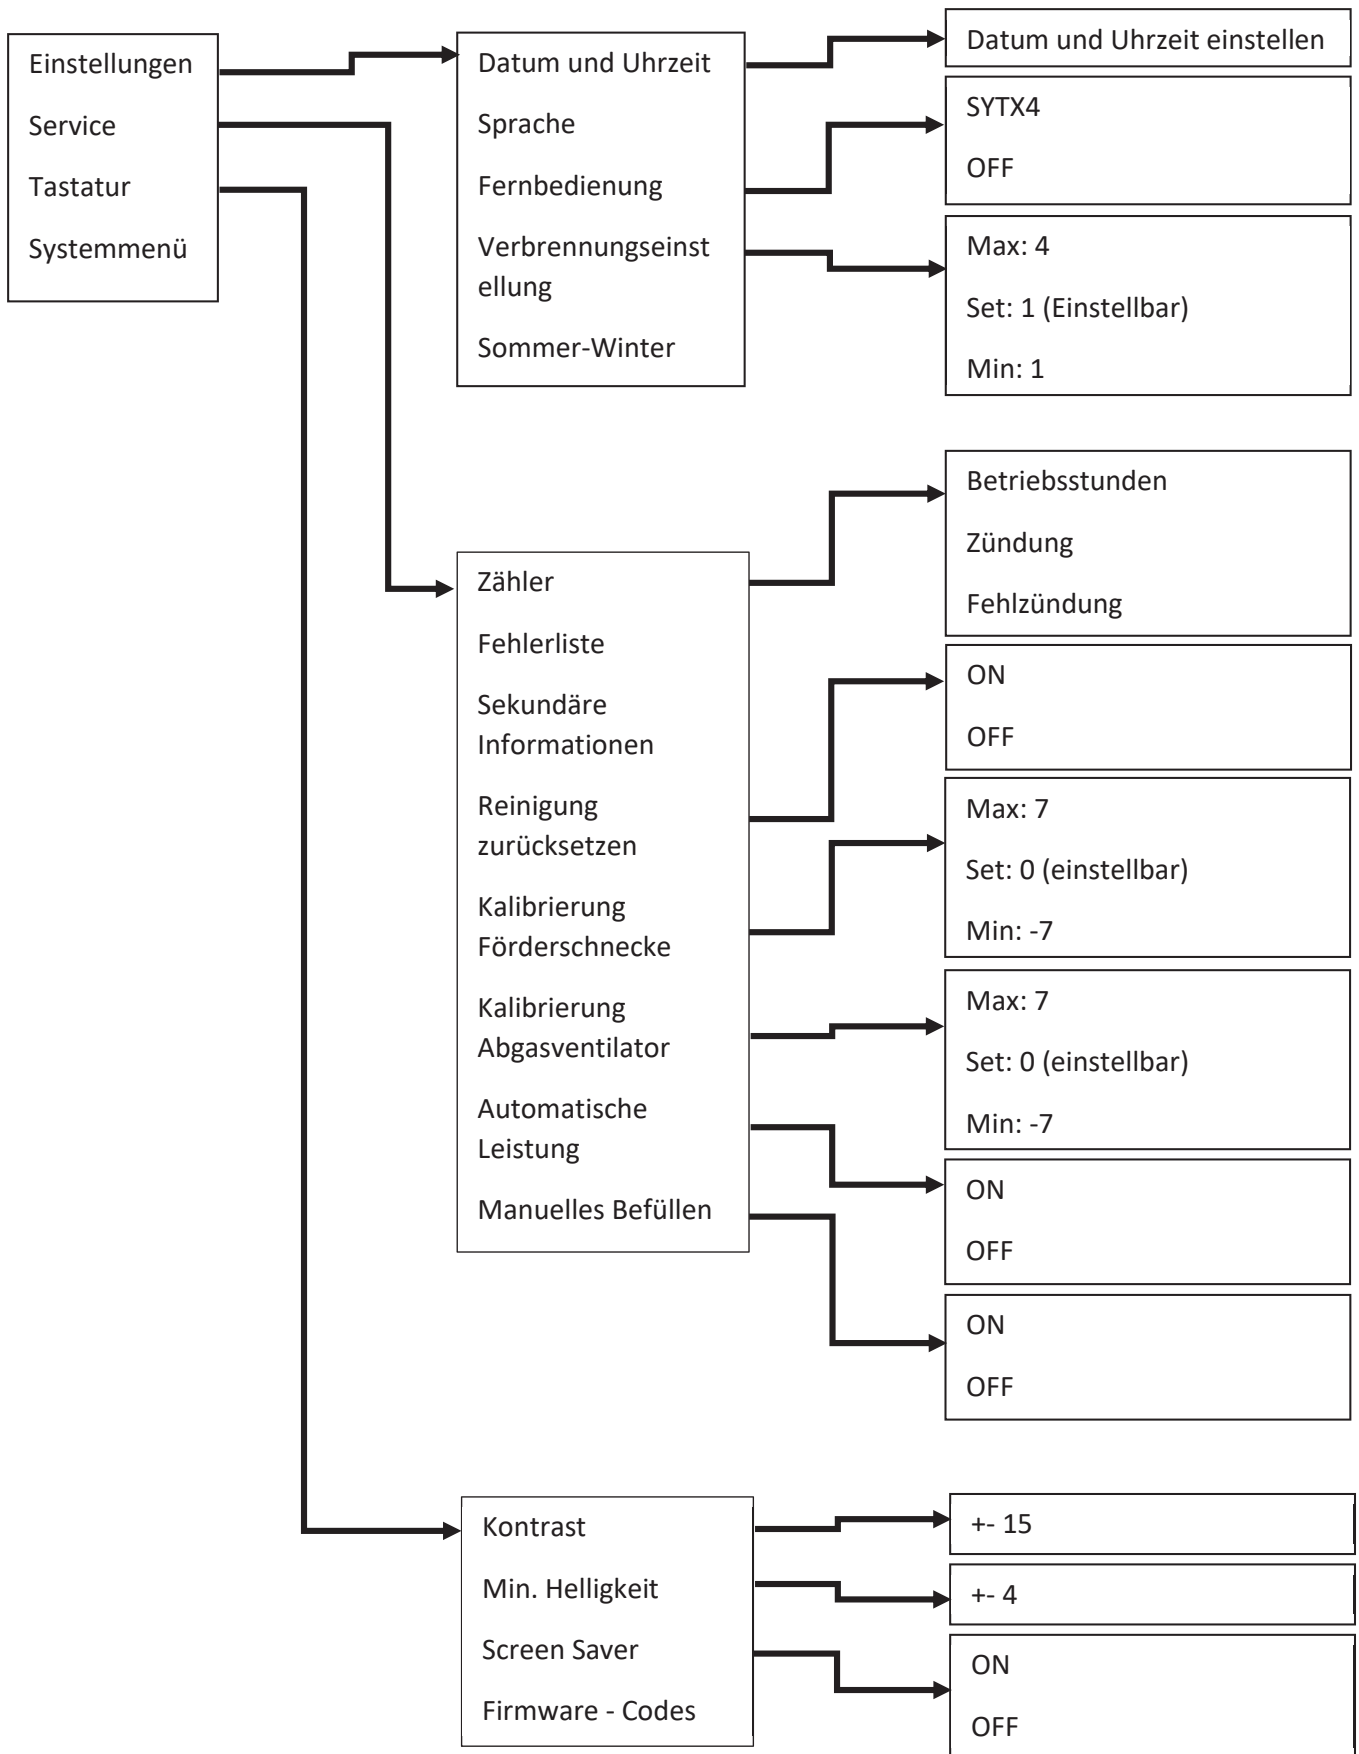 Einstellungen
Service
Tastatur
Systemmenü
Datum und Uhrzeit
Sprache
Fernbedienung
Verbrennungseinst
ellung
Sommer-Winter
Datum und Uhrzeit einstellen
SYTX4
OFF
Max: 4
Set: 1 (Einstellbar)
Min: 1
Zähler
Fehlerliste
Sekundäre
Informationen
Reinigung
zurücksetzen
Kalibrierung
Förderschnecke
Kalibrierung
Abgasventilator
Automatische
Leistung
Manuelles Befüllen
Betriebsstunden
Zündung
Fehlzündung
ON
OFF
Max: 7
Set: 0 (einstellbar)
Min: -7
Max: 7
Set: 0 (einstellbar)
Min: -7
ON
OFF
ON
OFF
Kontrast
Min. Helligkeit
Screen Saver
Firmware - Codes
+- 15
+- 4
ON
OFF